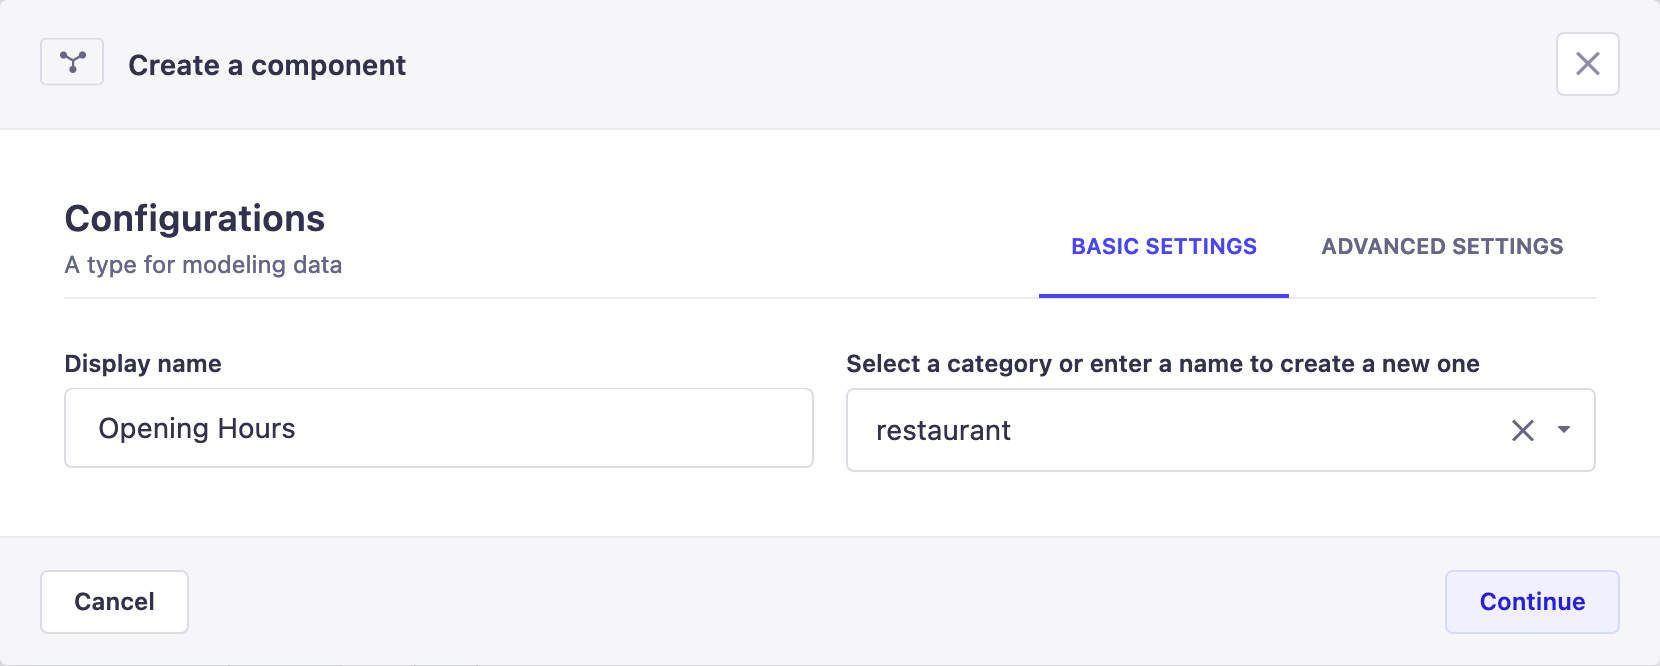 Create a component
Configurations
A type for modeling data
BASIC SETTINGS
ADVANCED SETTINGS
Display name
Opening Hours
Select a category or enter a name to create a new one
restaurant
Cancel
Continue